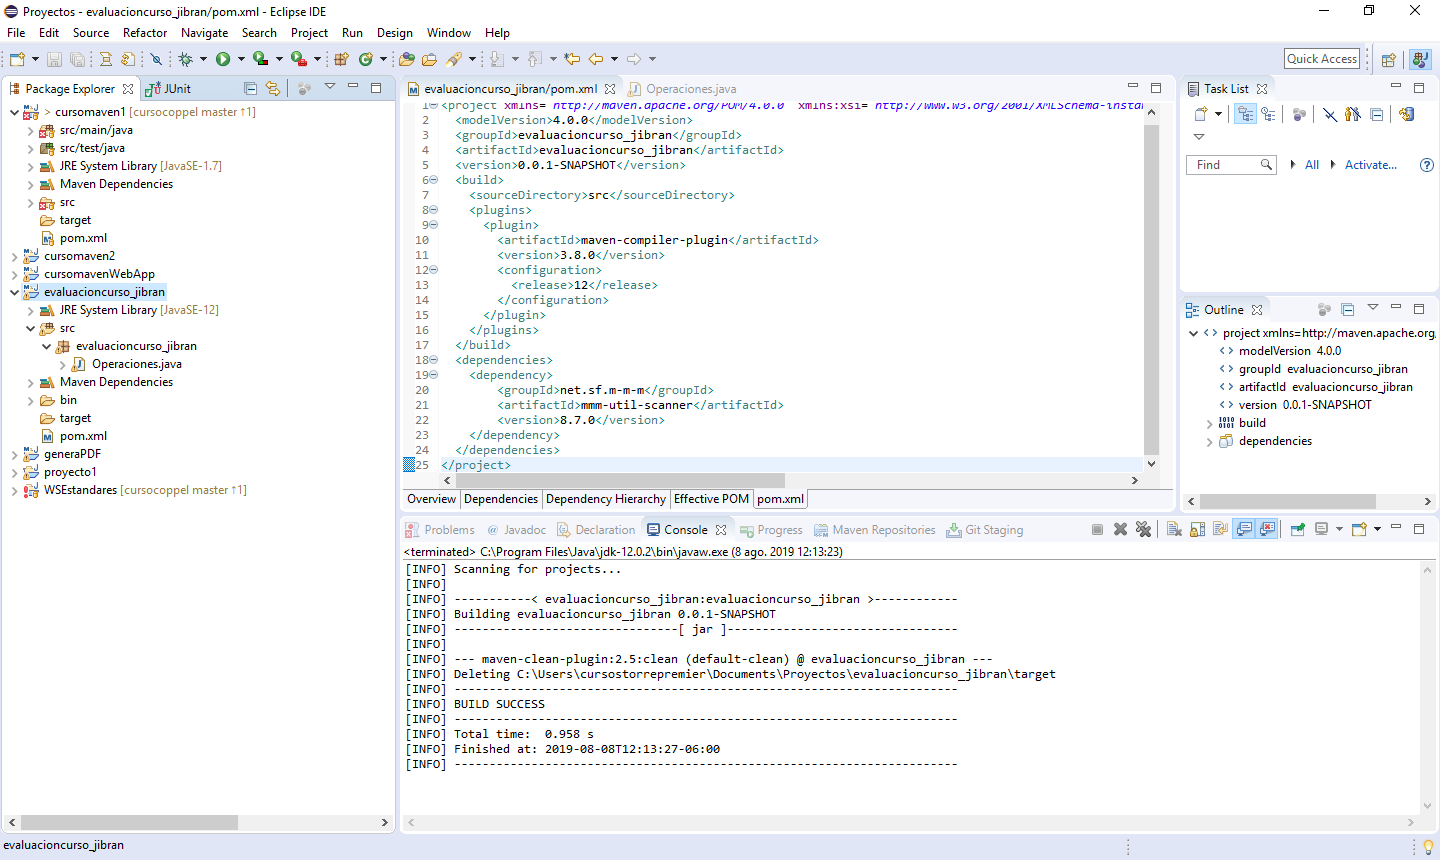 Proyectos - evaluacioncurso_jibran/pom.xml - Eclipse IDE
File Edit Source Refactor Navigate Search Project Run Design Window Help
Quick Access
Package Explorer JUnit
> cursomaven1 [cursocoppel master ↑1]
src/main/java
src/test/java
JRE System Library [JavaSE-1.7]
Maven Dependencies
src
target
pom.xml
cursomaven2
cursomavenWebApp
evaluacioncurso_jibran
JRE System Library [JavaSE-12]
src
evaluacioncurso_jibran
Operaciones.java
Maven Dependencies
bin
target
pom.xml
generaPDF
proyecto1
WSEstandares [cursocoppel master ↑1]
evaluacioncurso_jibran/pom.xml Operaciones.java
1 <project xmlns="http://maven.apache.org/POM/4.0.0" xmlns:xsi="http://www.w3.org/2001/XMLSchema-insta
2 <modelVersion>4.0.0</modelVersion>
3 <groupId>evaluacioncurso_jibran</groupId>
4 <artifactId>evaluacioncurso_jibran</artifactId>
5 <version>0.0.1-SNAPSHOT</version>
6 <build>
7 <sourceDirectory>src</sourceDirectory>
8 <plugins>
9 <plugin>
10 <artifactId>maven-compiler-plugin</artifactId>
11 <version>3.8.0</version>
12 <configuration>
13 <release>12</release>
14 </configuration>
15 </plugin>
16 </plugins>
17 </build>
18 <dependencies>
19 <dependency>
20 <groupId>net.sf.m-m-m</groupId>
21 <artifactId>mmm-util-scanner</artifactId>
22 <version>8.7.0</version>
23 </dependency>
24 </dependencies>
25 </project>
Overview Dependencies Dependency Hierarchy Effective POM pom.xml
Task List
Find All Activate...
Outline
project xmlns=http://maven.apache.org,
modelVersion 4.0.0
groupId evaluacioncurso_jibran
artifactId evaluacioncurso_jibran
version 0.0.1-SNAPSHOT
build
dependencies
Problems @ Javadoc Declaration Console Progress Maven Repositories Git Staging
<terminated> C:\Program Files\Java\jdk-12.0.2\bin\javaw.exe (8 ago. 2019 12:13:23)
[INFO] Scanning for projects...
[INFO]
[INFO] -----------< evaluacioncurso_jibran:evaluacioncurso_jibran >------------
[INFO] Building evaluacioncurso_jibran 0.0.1-SNAPSHOT
[INFO] --------------------------------[ jar ]---------------------------------
[INFO]
[INFO] --- maven-clean-plugin:2.5:clean (default-clean) @ evaluacioncurso_jibran ---
[INFO] Deleting C:\Users\cursostorrepremier\Documents\Proyectos\evaluacioncurso_jibran\target
[INFO] ------------------------------------------------------------------------
[INFO] BUILD SUCCESS
[INFO] ------------------------------------------------------------------------
[INFO] Total time:  0.958 s
[INFO] Finished at: 2019-08-08T12:13:27-06:00
[INFO] ------------------------------------------------------------------------
evaluacioncurso_jibran